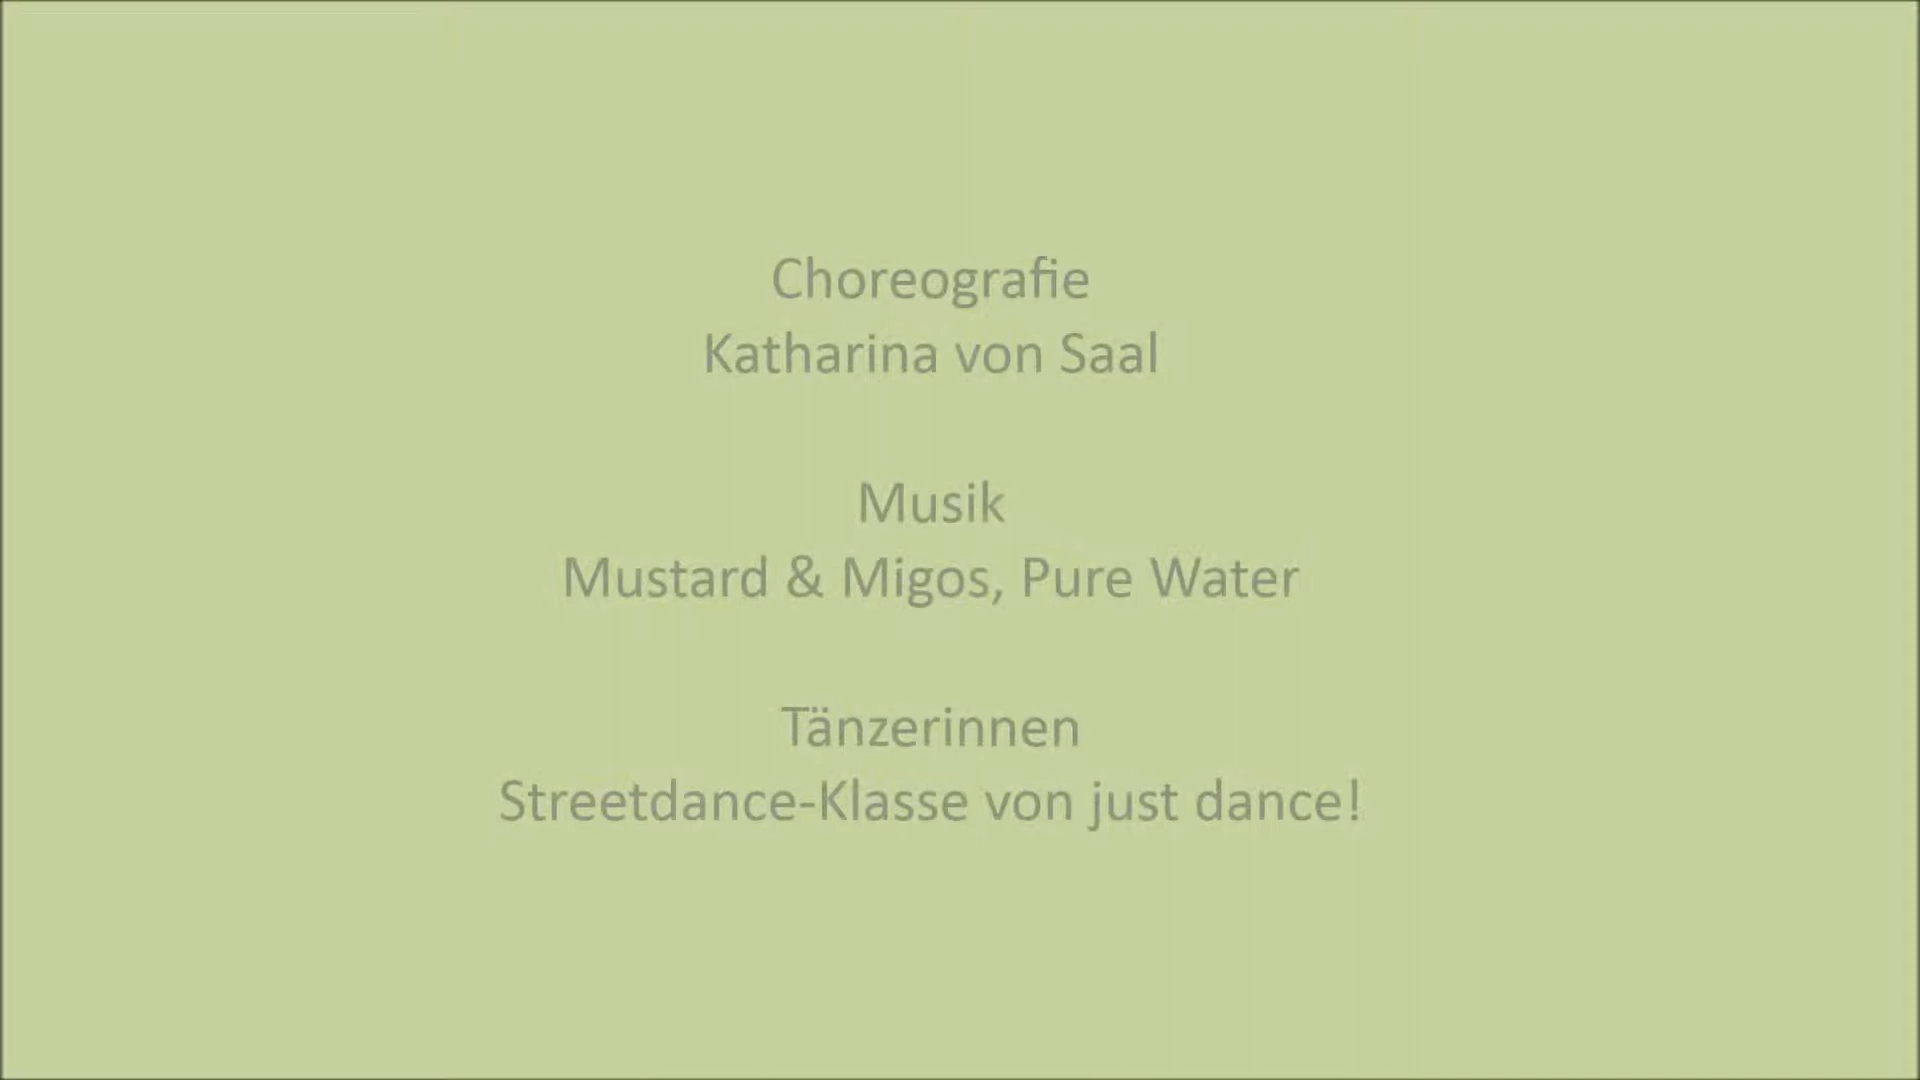 Choreografie
Katharina von Saal
Musik
Mustard & Migos, Pure Water
Tänzerinnen
Streetdance-Klasse von just dance!